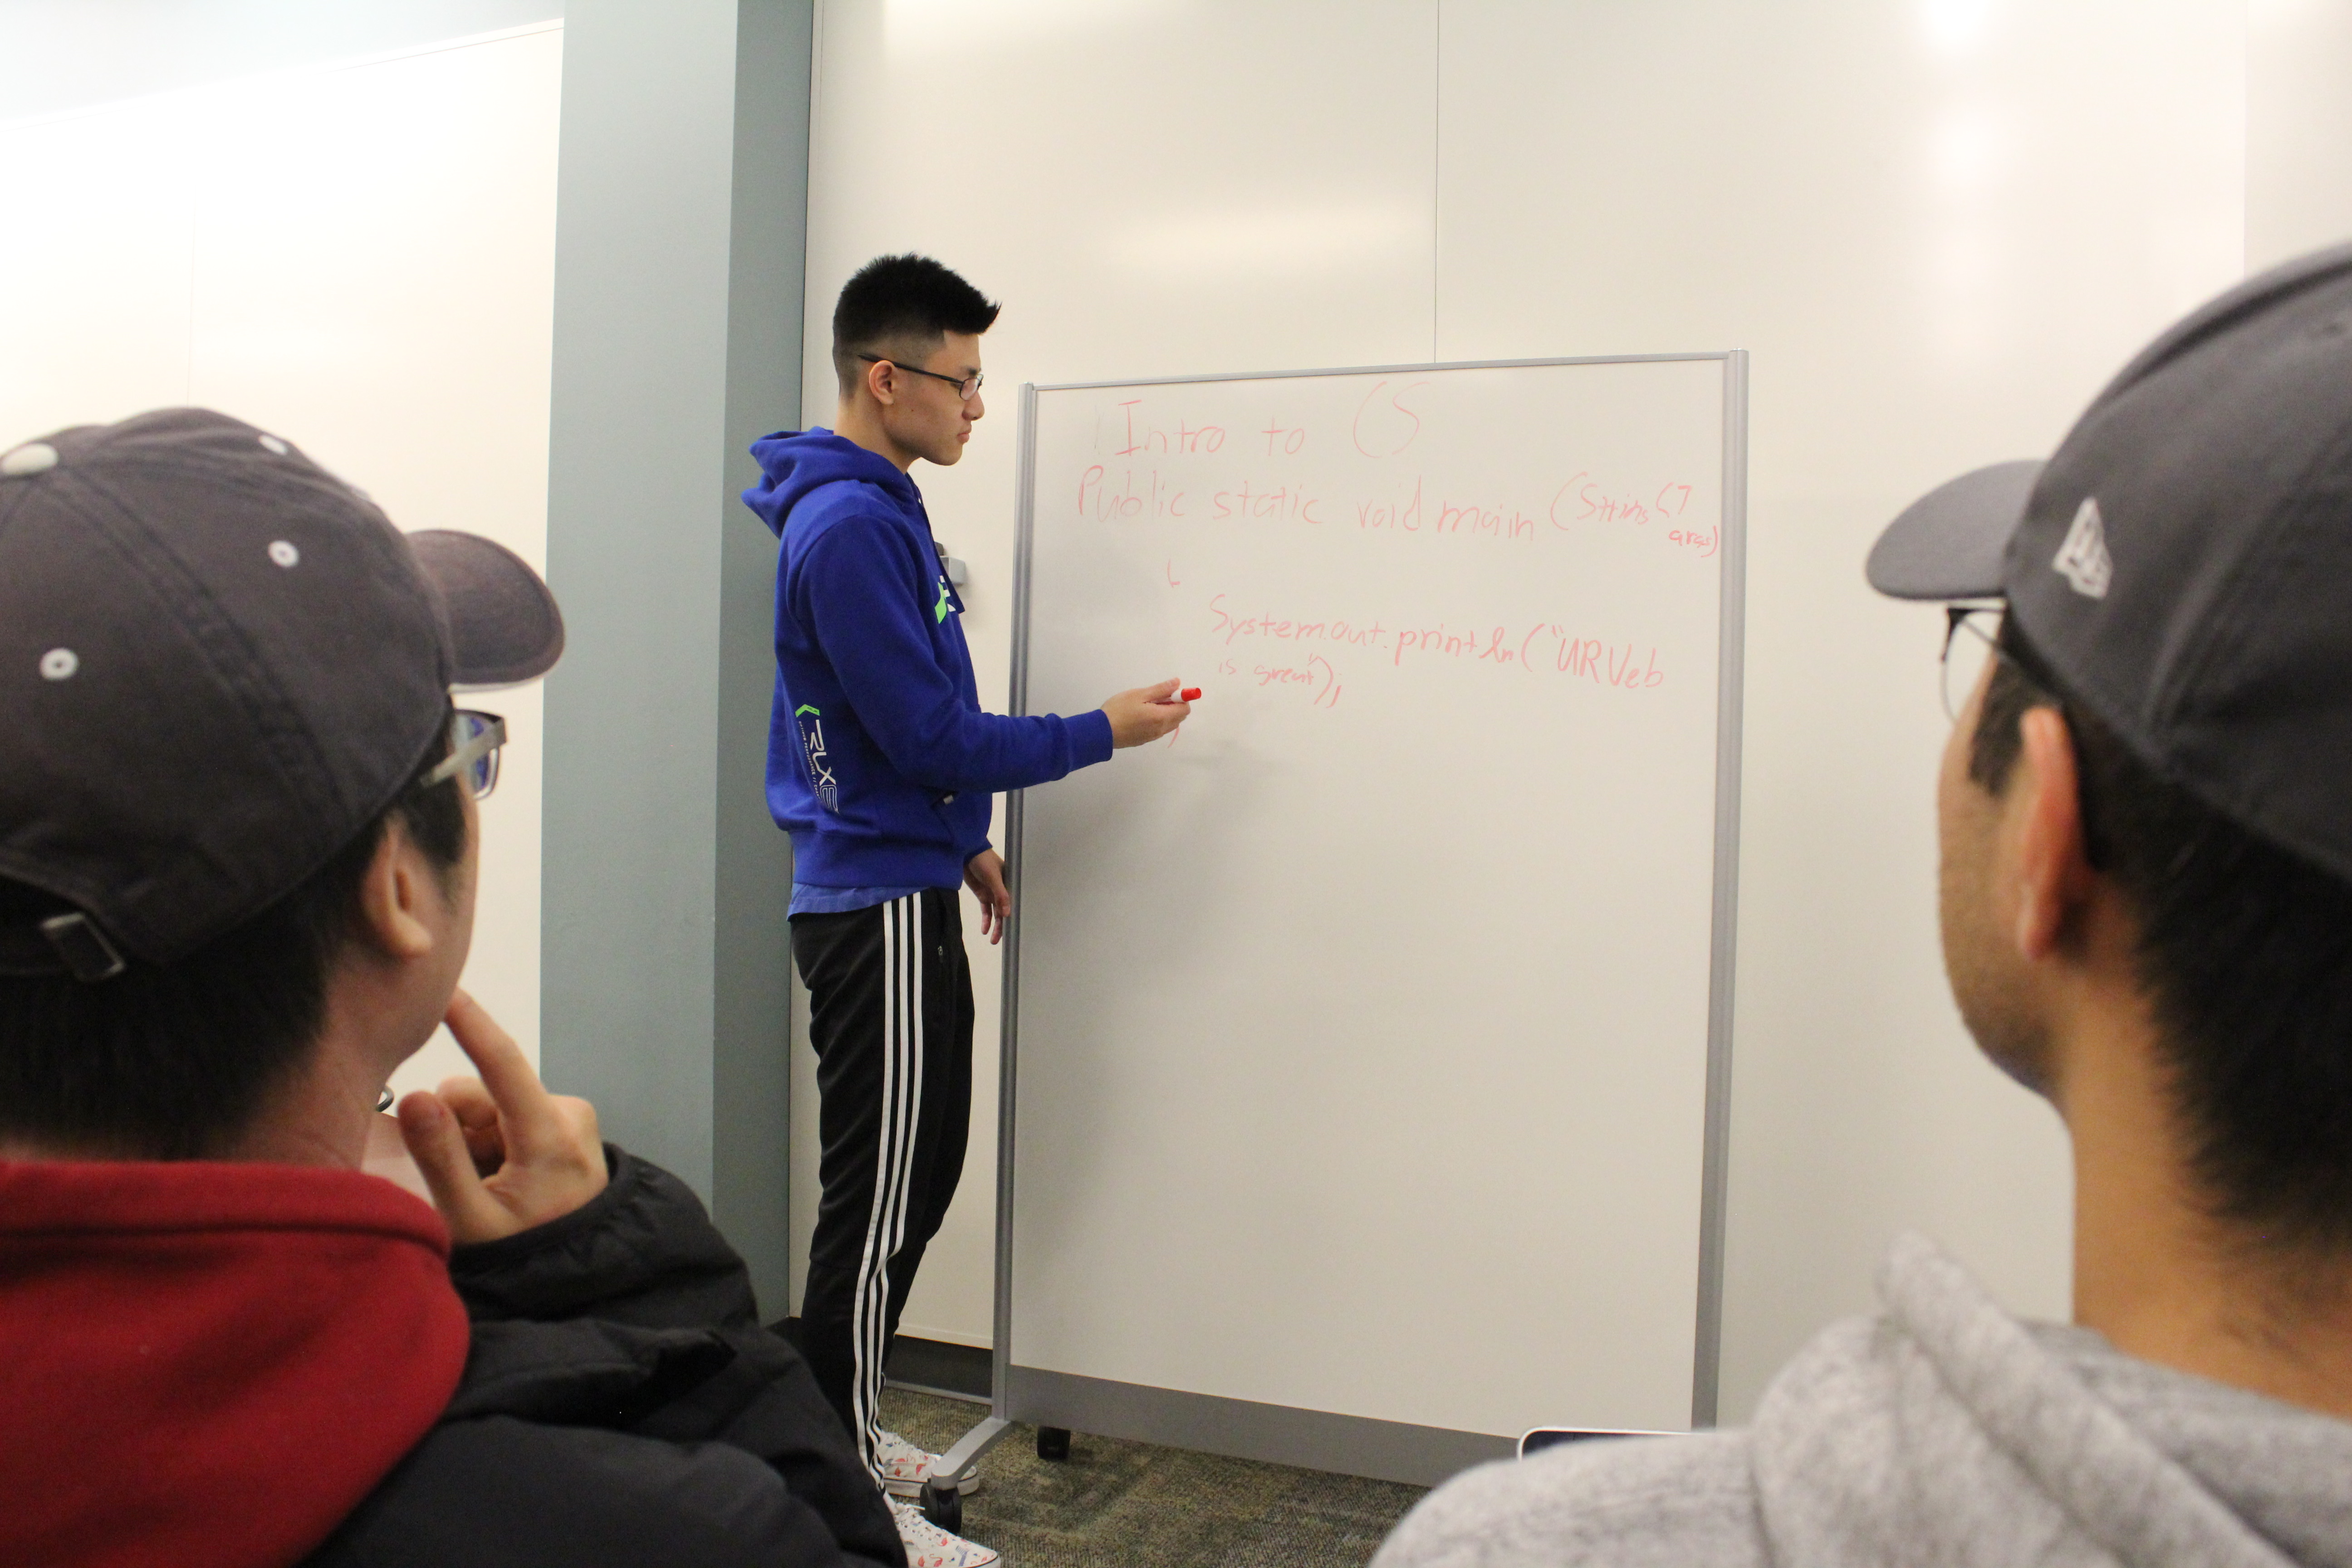 Intro to CS
Public static void main (String[]
args)
{
System.out.println("URVeb
is great");
}